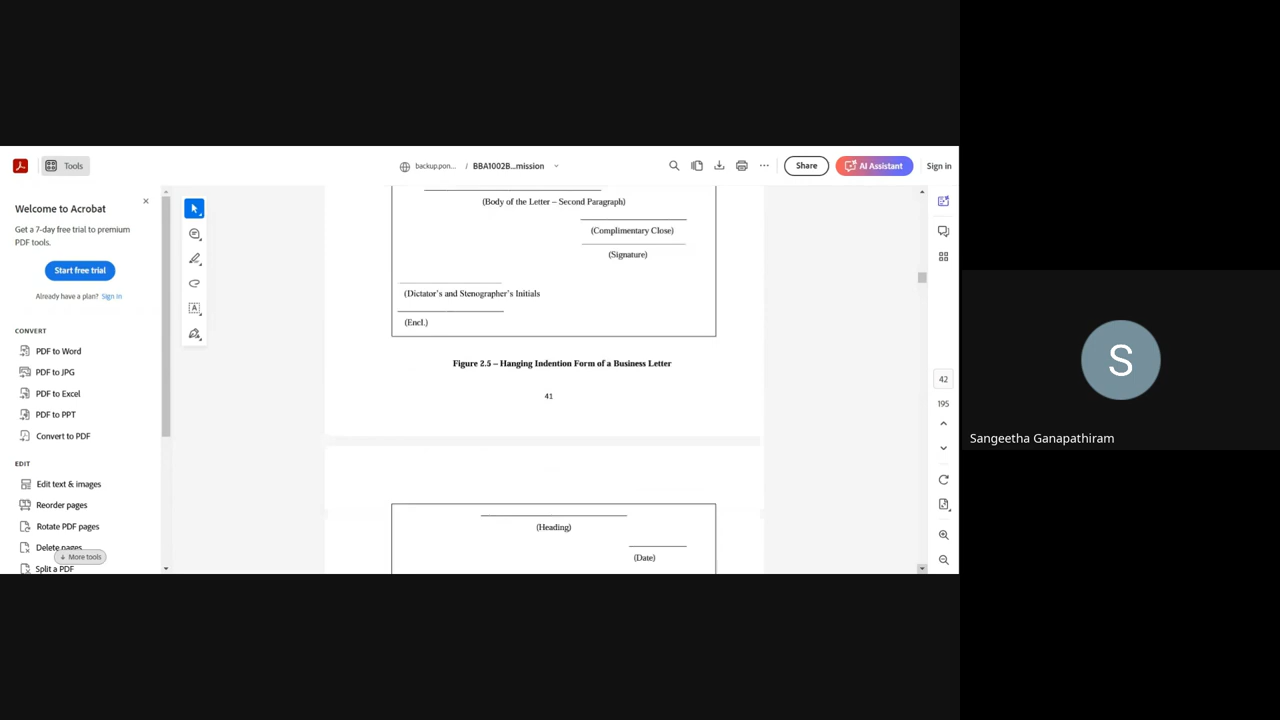 Tools
backup.pon... / BBA1002B...mission
Share
AI Assistant
Sign in
Welcome to Acrobat
Get a 7-day free trial to premium
PDF tools.
Start free trial
Already have a plan? Sign in
CONVERT
PDF to Word
PDF to JPG
PDF to Excel
PDF to PPT
Convert to PDF
EDIT
Edit text & images
Reorder pages
Rotate PDF pages
Delete pages
More tools
Split a PDF
(Body of the Letter – Second Paragraph)
(Complimentary Close)
(Signature)
(Dictator's and Stenographer's Initials
(Encl.)
Figure 2.5 – Hanging Indention Form of a Business Letter
41
(Heading)
(Date)
42
195
S
Sangeetha Ganapathiram